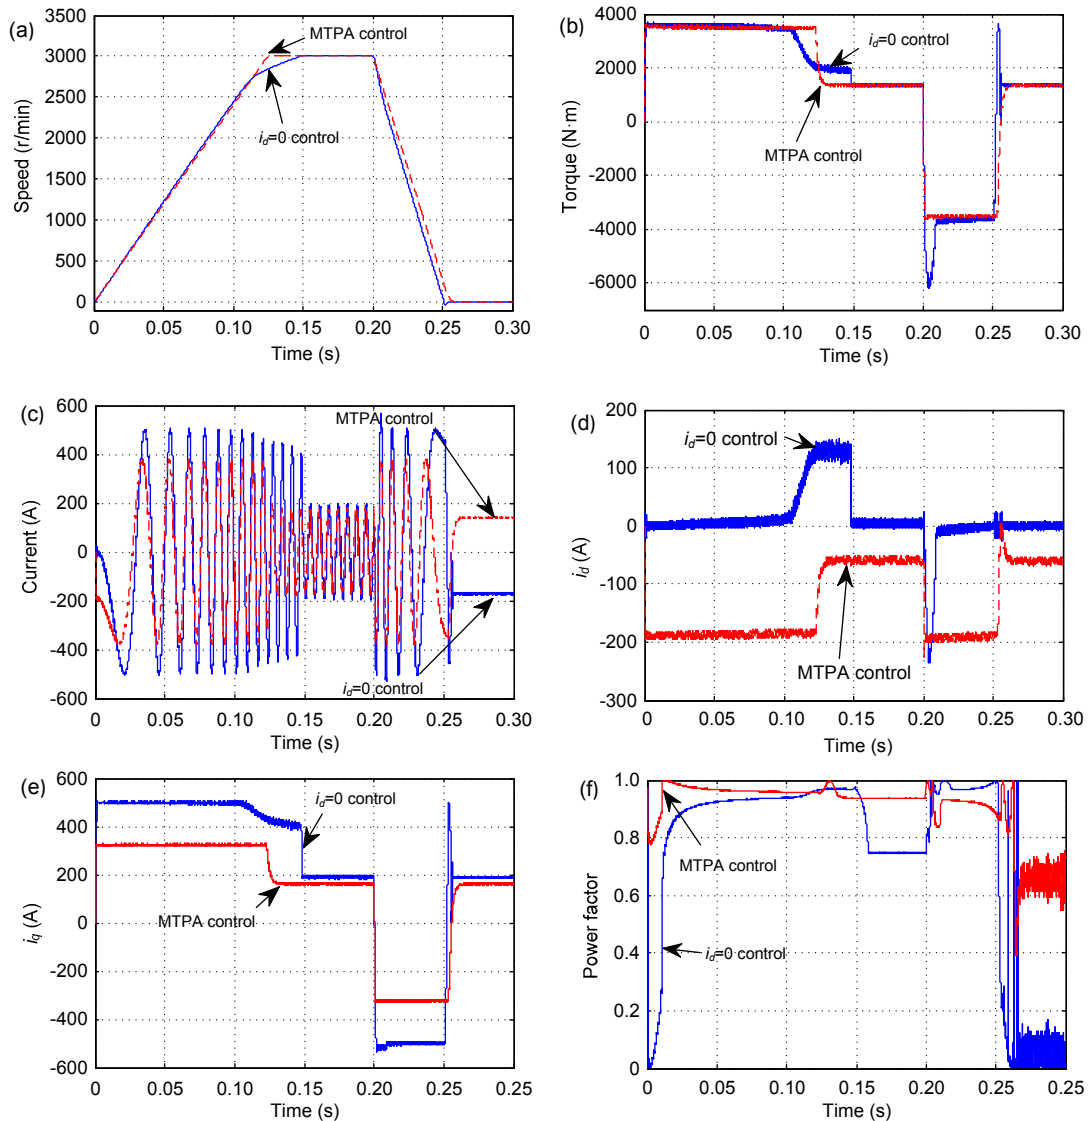 (a)
3500
3000
2500
2000
1500
1000
500
0
Speed (r/min)
MTPA control
i_d=0 control
0 0.05 0.10 0.15 0.20 0.25 0.30
Time (s)
(b)
4000
2000
0
-2000
-4000
-6000
Torque (N·m)
i_d=0 control
MTPA control
0 0.05 0.10 0.15 0.20 0.25 0.30
Time (s)
(c)
600
400
200
0
-200
-400
-600
Current (A)
MTPA control
i_d=0 control
0 0.05 0.10 0.15 0.20 0.25 0.30
Time (s)
(d)
200
100
0
-100
-200
-300
i_d (A)
i_d=0 control
MTPA control
0 0.05 0.10 0.15 0.20 0.25 0.30
Time (s)
(e)
600
400
200
0
-200
-400
-600
i_q (A)
i_d=0 control
MTPA control
0 0.05 0.10 0.15 0.20 0.25 0.25
Time (s)
(f)
1.0
0.8
0.6
0.4
0.2
0
Power factor
MTPA control
i_d=0 control
0 0.05 0.10 0.15 0.20 0.25 0.25
Time (s)